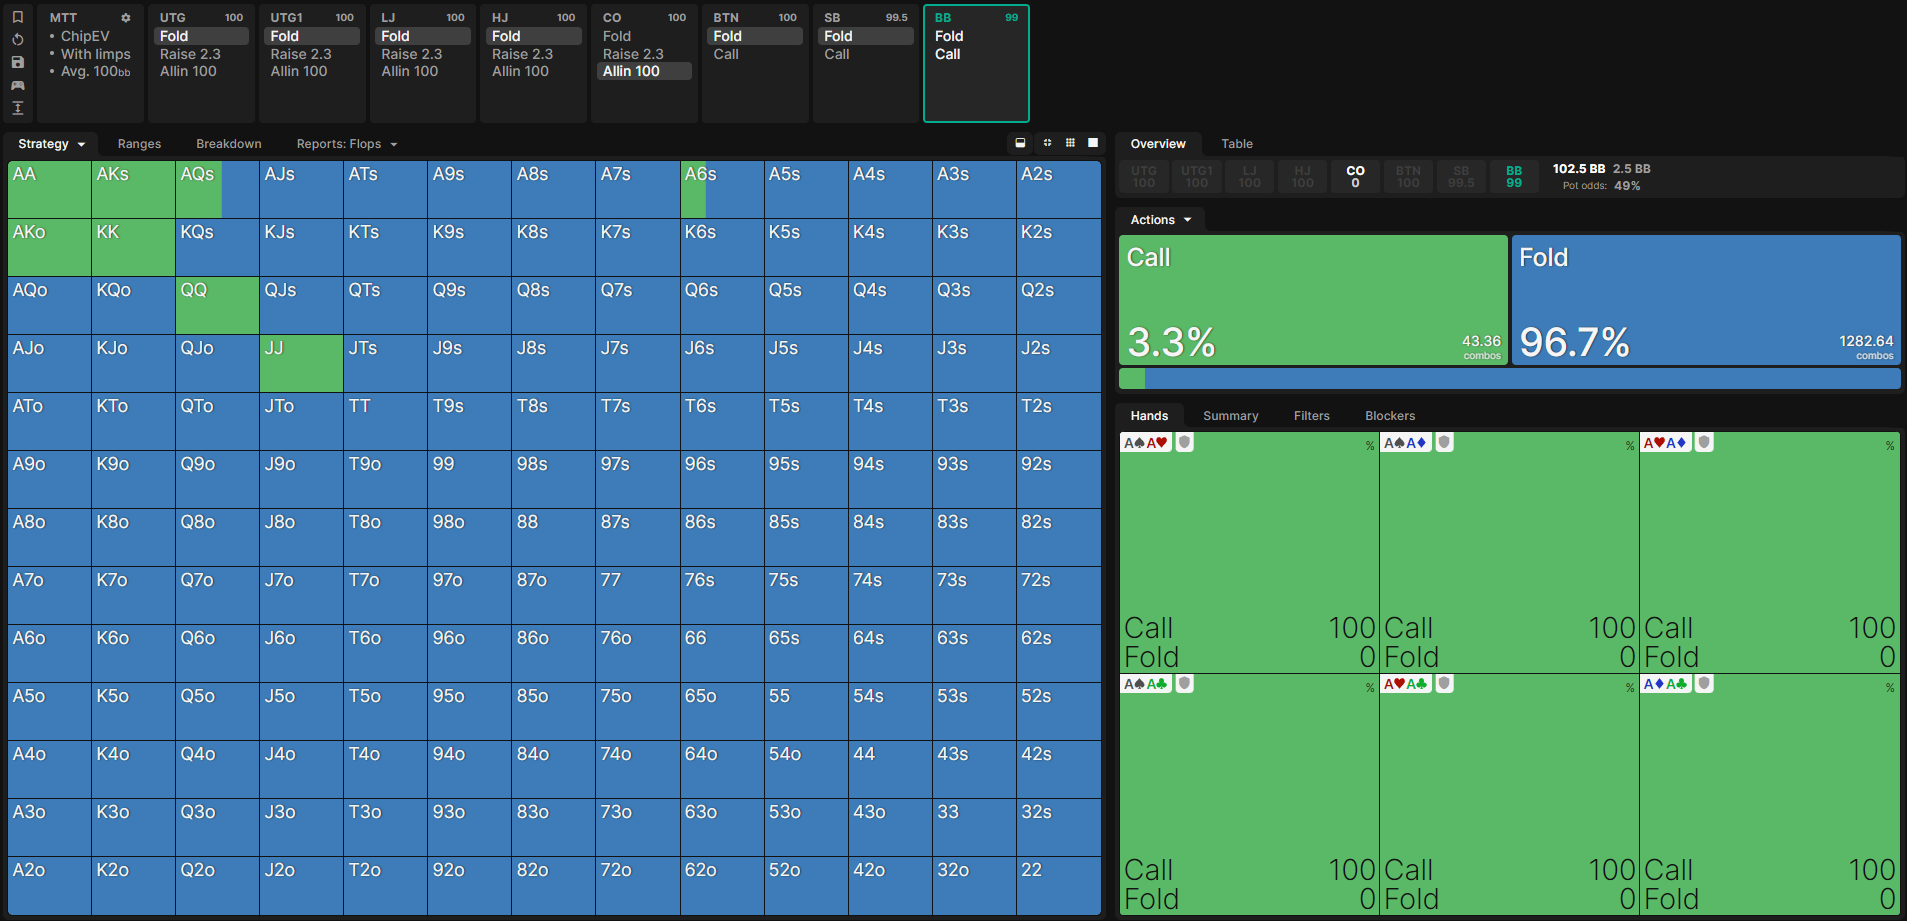 MTT
• ChipEV
• With limps
• Avg. 100bb
UTG 100
Fold
Raise 2.3
Allin 100
UTG1 100
Fold
Raise 2.3
Allin 100
LJ 100
Fold
Raise 2.3
Allin 100
HJ 100
Fold
Raise 2.3
Allin 100
CO 100
Fold
Raise 2.3
Allin 100
BTN 100
Fold
Call
SB 99.5
Fold
Call
BB 99
Fold
Call
Strategy Ranges Breakdown Reports: Flops
AA AKs AQs AJs ATs A9s A8s A7s A6s A5s A4s A3s A2s
AKo KK KQs KJs KTs K9s K8s K7s K6s K5s K4s K3s K2s
AQo KQo QQ QJs QTs Q9s Q8s Q7s Q6s Q5s Q4s Q3s Q2s
AJo KJo QJo JJ JTs J9s J8s J7s J6s J5s J4s J3s J2s
ATo KTo QTo JTo TT T9s T8s T7s T6s T5s T4s T3s T2s
A9o K9o Q9o J9o T9o 99 98s 97s 96s 95s 94s 93s 92s
A8o K8o Q8o J8o T8o 98o 88 87s 86s 85s 84s 83s 82s
A7o K7o Q7o J7o T7o 97o 87o 77 76s 75s 74s 73s 72s
A6o K6o Q6o J6o T6o 96o 86o 76o 66 65s 64s 63s 62s
A5o K5o Q5o J5o T5o 95o 85o 75o 65o 55 54s 53s 52s
A4o K4o Q4o J4o T4o 94o 84o 74o 64o 54o 44 43s 42s
A3o K3o Q3o J3o T3o 93o 83o 73o 63o 53o 43o 33 32s
A2o K2o Q2o J2o T2o 92o 82o 72o 62o 52o 42o 32o 22
Overview Table
UTG UTG1 LJ HJ CO BTN SB BB
100 100 100 100 0 100 99.5 99
102.5 BB 2.5 BB
Pot odds: 49%
Actions
Call
3.3%
43.36
combos
Fold
96.7%
1282.64
combos
Hands Summary Filters Blockers
A♠A♥ % A♠A♦ % A♥A♦ %
Call 100 Call 100 Call 100
Fold 0 Fold 0 Fold 0
A♠A♣ % A♥A♣ % A♦A♣ %
Call 100 Call 100 Call 100
Fold 0 Fold 0 Fold 0